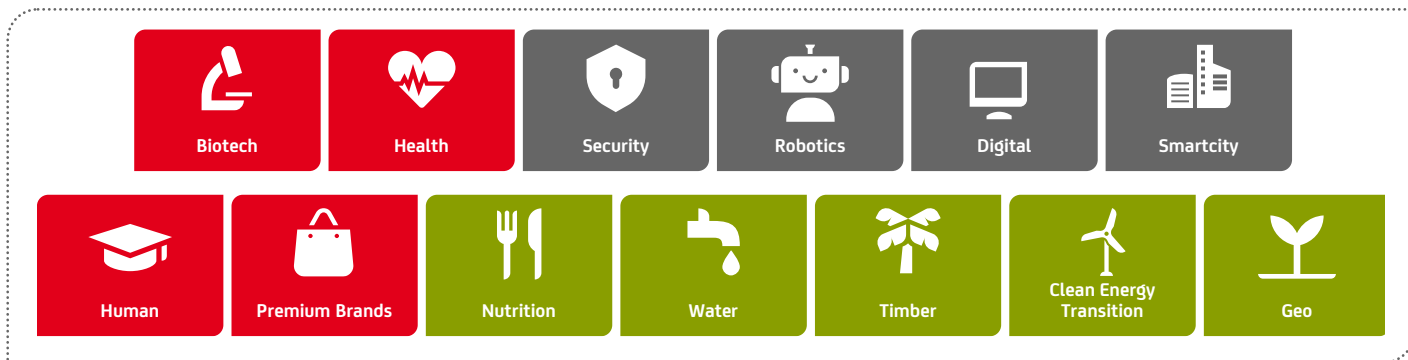 Biotech
Health
Security
Robotics
Digital
Smartcity
Human
Premium Brands
Nutrition
Water
Timber
Clean Energy
Transition
Geo